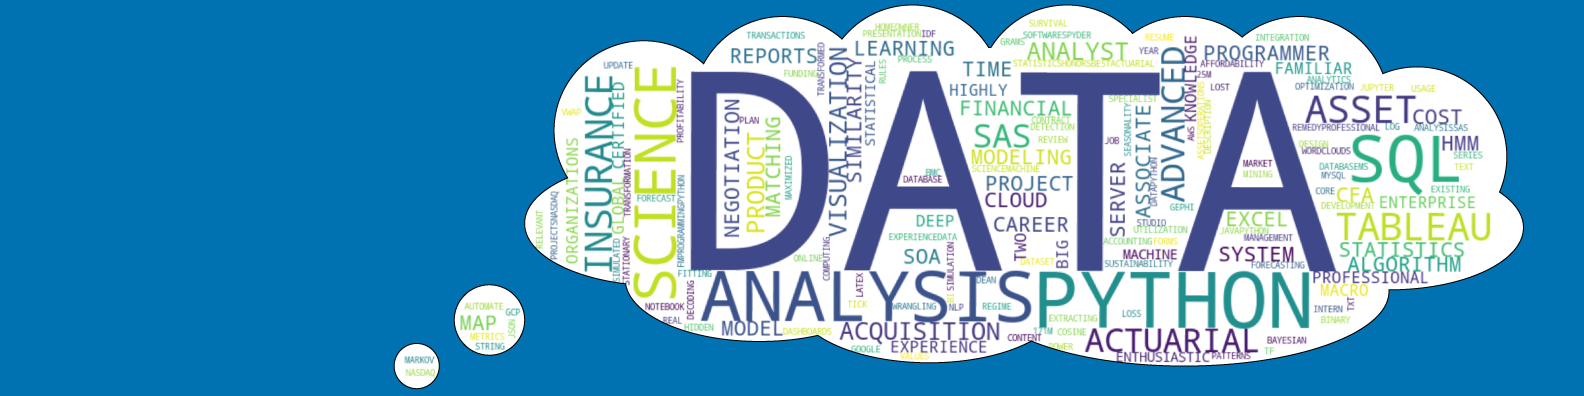 HOMEOWNER
SURVIVAL
TRANSACTIONS
PRESENTATION
IDF
SOFTWARESPYDER
RESUME
INTEGRATION
REPORTS
LEARNING
GRAMS
ANALYST
YEAR
KNOWLEDGE
PROGRAMMER
UPDATE
FUNDING
TRANSFORMED
PROCESS
RULES
TIME
STATISTICSHONORSBESTACTUARIAL
AFFORDABILITY
FAMILIAR
25M
LOST
ANALYTICS
OPTIMIZATION
JUPYTER
USAGE
VWAP
INSURANCE
CERTIFIED
SCIENCE
PROFITABILITY
DATA
VISUALIZATION
SIMILARITY
STATISTICAL
HIGHLY
FINANCIAL
SPECIALIST
ADVANCED
ASSET
COST
NEGOTIATION
PLAN
PRODUCT
MATCHING
MAXIMIZED
SAS
CONTRACT
DETECTION
REVIEW
JOB
SEASONALITY
ASSOCIATE
AWS
DESCRIPTION
REMEDYPROFESSIONAL
LOG
ANALYSISSAS
DESIGN
WORDCLOUDS
SQL
HMM
SERIES
ORGANIZATIONS
GLOBAL
TRANSFORMATION
FORECAST
MODELING
SCIENCEMACHINE
BMC
DATABASE
PROJECT
CLOUD
SERVER
DATAPYTHON
MARKET
MINING
DATABASEMS
TEXT
MYSQL
CORE
CFA
EXISTING
ENTERPRISE
DEVELOPMENT
GEPHI
RELEVANT
PROJECTSNASDAQ
SIMULATED
STATIONARY
FMPROGRAMMINGPYTHON
DEEP
CAREER
EXPERIENCEDATA
TWO
BIG
STUDIO
UTILIZATION
EXCEL
JAVAPYTHON
MANAGEMENT
TABLEAU
ACCOUNTING
FORMS
MACHINE
SYSTEM
STATISTICS
ALGORITHM
ONLINE
COMPUTING
SOA
SIMULATION
DATASET
SUSTAINABILITY
FORECASTING
PROFESSIONAL
FITTING
DECODING
ANALYSIS
LATEX
DEAN
PYTHON
MACRO
TXT
NOTEBOOK
TICK
WRANGLING
NLP
REGIME
LOSS
INTERN
BINARY
REAL
HIDDEN
MODEL
DASHBOARDS
ACQUISITION
EXTRACTING
121M
COSINE
CONTENT
ACTUARIAL
BAYESIAN
GOOGLE
EXPERIENCE
VALUES
POWER
ENTHUSIASTIC
PATTERNS
TF
AUTOMATE
GCP
MAP
JSON
METRICS
STRING
MARKOV
NASDAQ